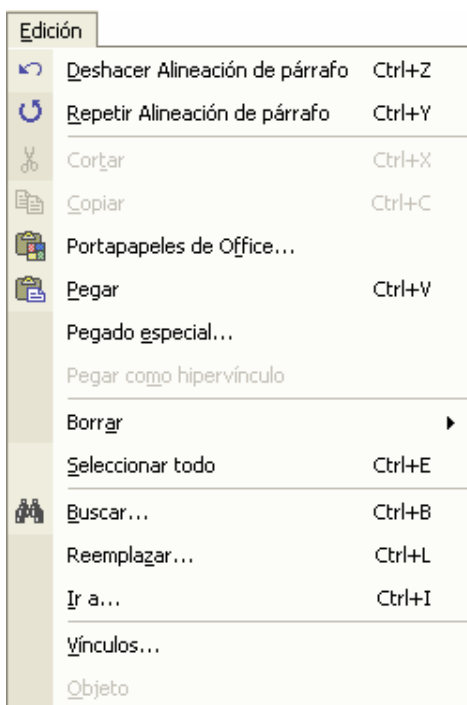 Edición
Deshacer Alineación de párrafo Ctrl+Z
Repetir Alineación de párrafo Ctrl+Y
Cortar Ctrl+X
Copiar Ctrl+C
Portapapeles de Office...
Pegar Ctrl+V
Pegado especial...
Pegar como hipervínculo
Borrar
Seleccionar todo Ctrl+E
Buscar... Ctrl+B
Reemplazar... Ctrl+L
Ir a... Ctrl+I
Vínculos...
Objeto